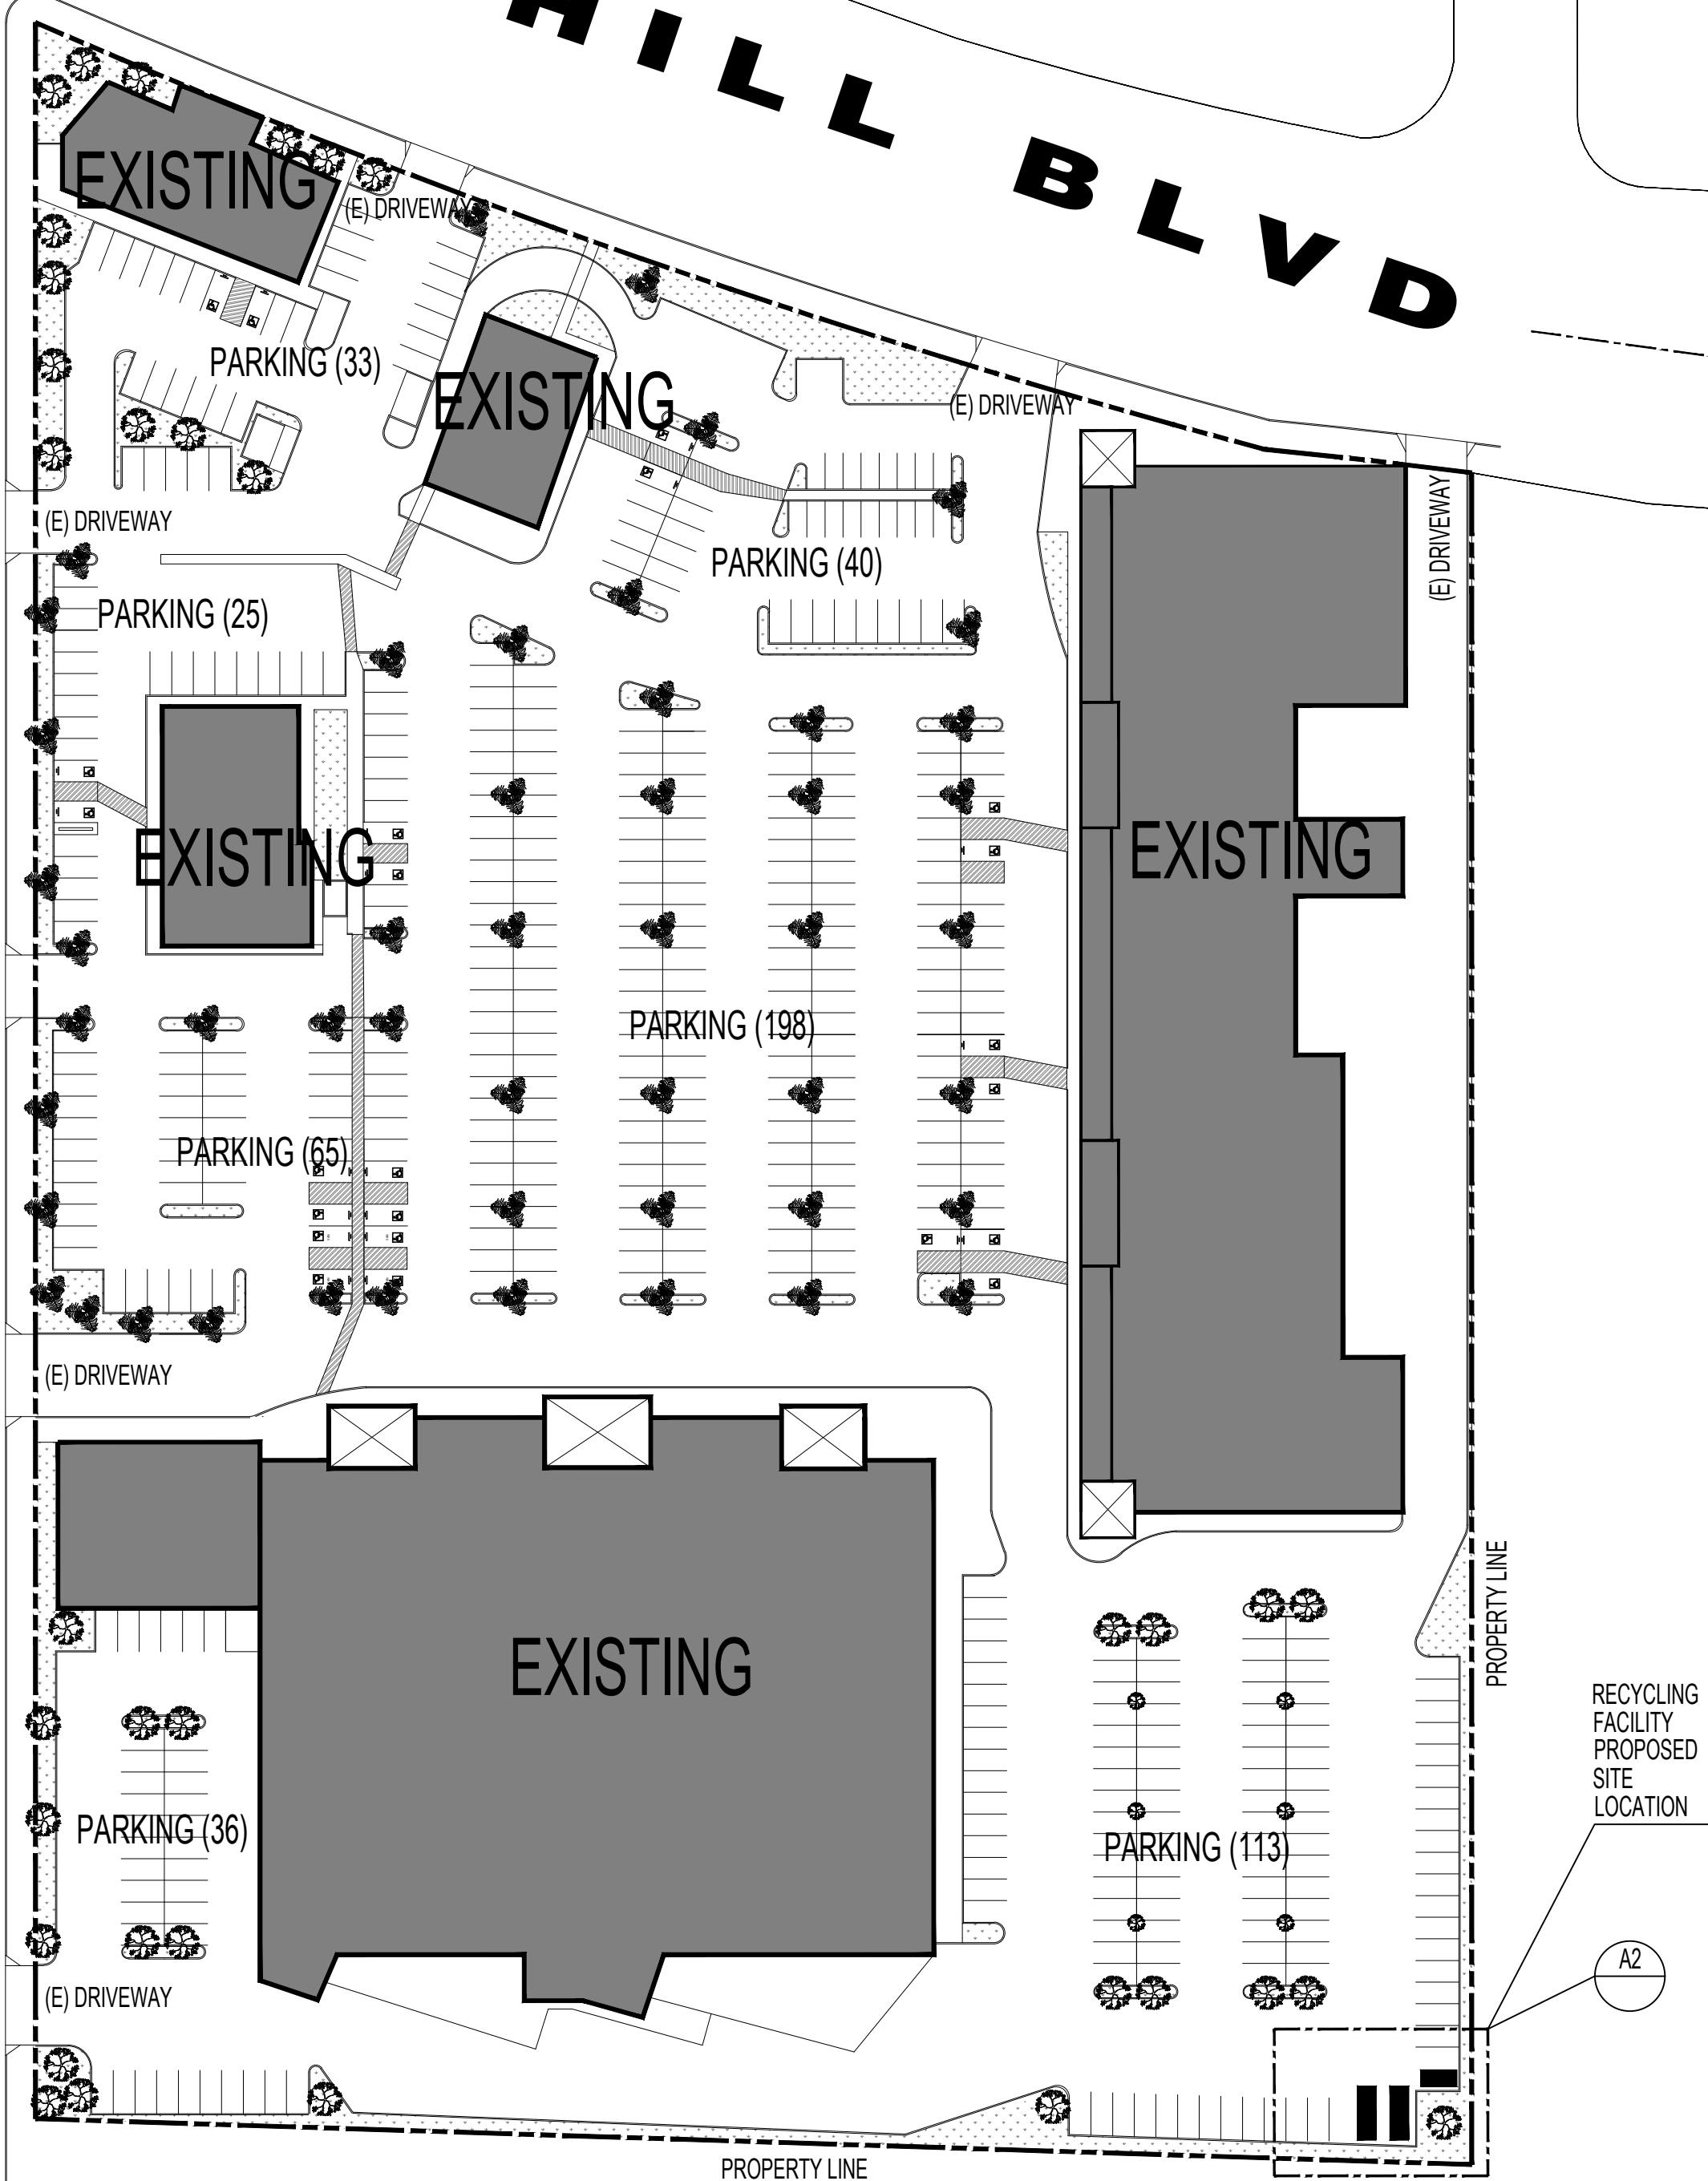 HILL BLVD
EXISTING
(E) DRIVEWAY
PARKING (33)
EXISTING
(E) DRIVEWAY
(E) DRIVEWAY
(E) DRIVEWAY
PARKING (40)
PARKING (25)
EXISTING
EXISTING
PARKING (198)
PARKING (65)
(E) DRIVEWAY
PROPERTY LINE
EXISTING
RECYCLING
FACILITY
PROPOSED
SITE
LOCATION
PARKING (36)
PARKING (113)
A2
(E) DRIVEWAY
PROPERTY LINE